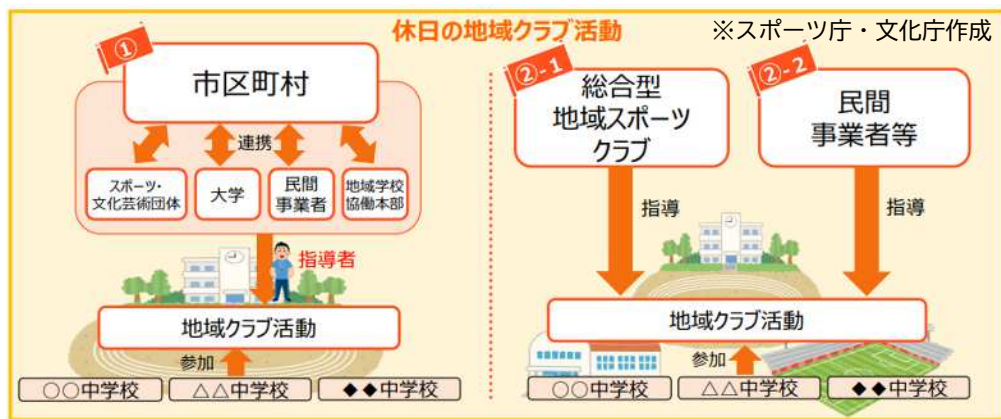 休日の地域クラブ活動
※スポーツ庁・文化庁作成
①
市区町村
連携
スポーツ・
文化芸術団体
大学
民間
事業者
地域学校
協働本部
指導者
地域クラブ活動
参加
○○中学校
△△中学校
◆◆中学校
②-1
総合型
地域スポーツ
クラブ
②-2
民間
事業者等
指導
指導
地域クラブ活動
参加
○○中学校
△△中学校
◆◆中学校